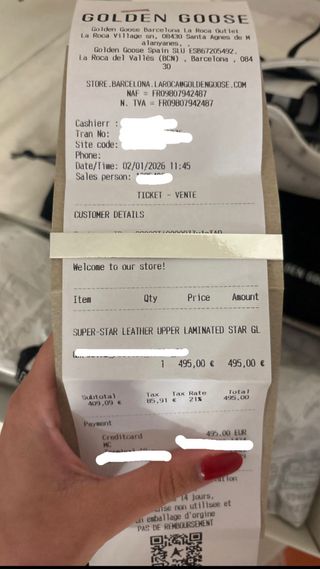 GOLDEN GOOSE
Golden Goose Barcelona La Roca Outlet
La Roca Village sn, 08430 Santa Agnes de M
alanyanes, ,
Golden Goose Spain SLU ESB67205492.
La Roca del Vallès (BCN) , Barcelona , 084
30
STORE.BARCELONA.LAROCA@GOLDENGOOSE.COM
NAF = FR09807942487
N. TVA = FR09807942487
Cashierr :
Tran No:
Site code:
Phone:
Date/Time: 02/01/2026 11:45
Sales person:
TICKET - VENTE
CUSTOMER DETAILS
Welcome to our store!
Item Qty Price Amount
SUPER-STAR LEATHER UPPER LAMINATED STAR GL
1 495,00 € 495,00 €
Subtotal Tax Tax Rate Total
409,09 € 85,91 € 21% 495,00
Payment
Creditcard 495.00 EUR
MC
14 jours,
non utilisee et
emballage d'orgine
PAS DE REMBOURSEMENT
GOLDEN GOO